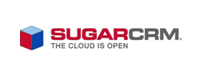 SUGARCRM.
THE CLOUD IS OPEN